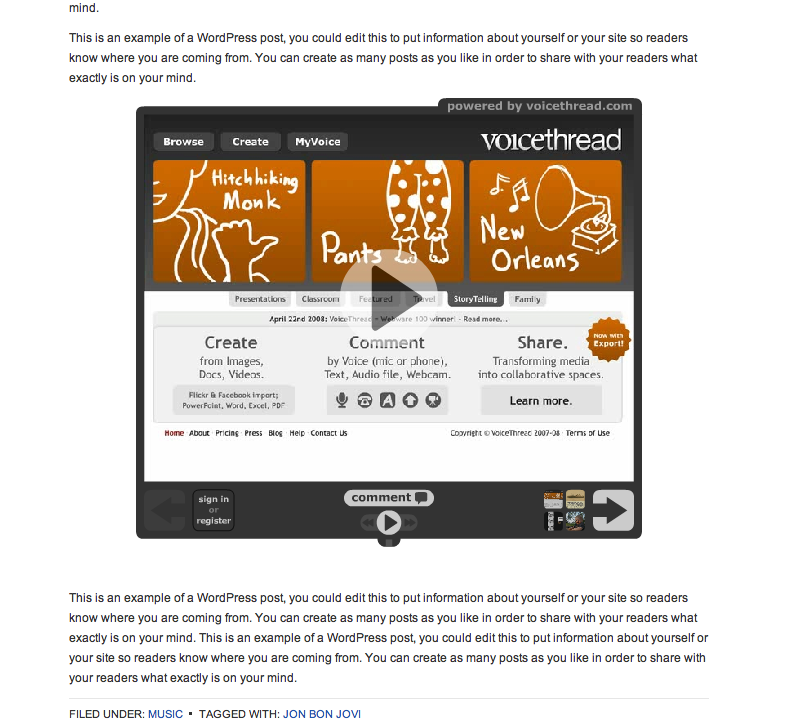 mind.
This is an example of a WordPress post, you could edit this to put information about yourself or your site so readers
know where you are coming from. You can create as many posts as you like in order to share with your readers what
exactly is on your mind.
powered by voicethread.com
Browse Create MyVoice voicethread
Hitchhiking
Monk
Pants
New
Orleans
Presentations Classroom Featured Travel StoryTelling Family
April 22nd 2008: VoiceThread a Webware 100 winner! - Read more...
Create Comment Share.
Now with
Export!
from Images, by Voice (mic or phone), Transforming media
Docs, Videos. Text, Audio file, Webcam. into collaborative spaces.
Flickr & Facebook import;
PowerPoint, Word, Excel, PDF
A
Learn more.
Home · About · Pricing · Press · Blog · Help · Contact Us Copyright © VoiceThread 2007-08 · Terms of Use
sign in
or
register
comment
This is an example of a WordPress post, you could edit this to put information about yourself or your site so readers
know where you are coming from. You can create as many posts as you like in order to share with your readers what
exactly is on your mind. This is an example of a WordPress post, you could edit this to put information about yourself or
your site so readers know where you are coming from. You can create as many posts as you like in order to share with
your readers what exactly is on your mind.
FILED UNDER: MUSIC ▪ TAGGED WITH: JON BON JOVI